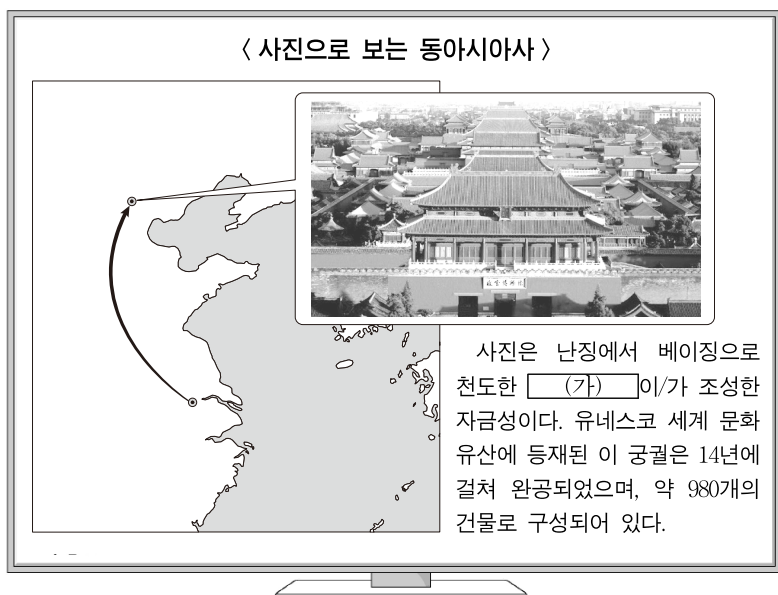 〈 사진으로 보는 동아시아사 〉
사진은 난징에서 베이징으로
천도한 (가) 이/가 조성한
자금성이다. 유네스코 세계 문화
유산에 등재된 이 궁궐은 14년에
걸쳐 완공되었으며, 약 980개의
건물로 구성되어 있다.